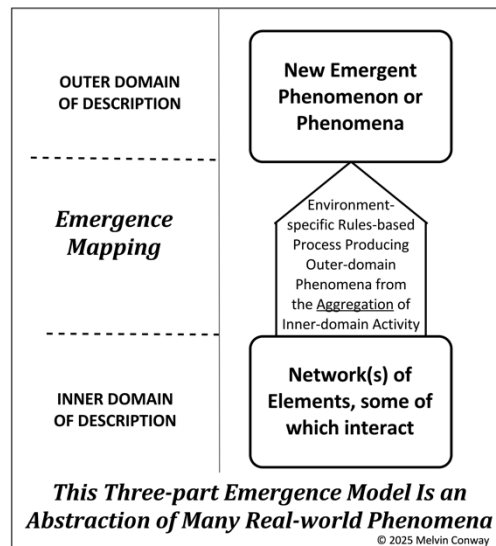 OUTER DOMAIN
OF DESCRIPTION
New Emergent
Phenomenon or
Phenomena
Emergence
Mapping
Environment-
specific Rules-based
Process Producing
Outer-domain
Phenomena from
the Aggregation of
Inner-domain Activity
INNER DOMAIN
OF DESCRIPTION
Network(s) of
Elements, some of
which interact
This Three-part Emergence Model Is an
Abstraction of Many Real-world Phenomena
© 2025 Melvin Conway